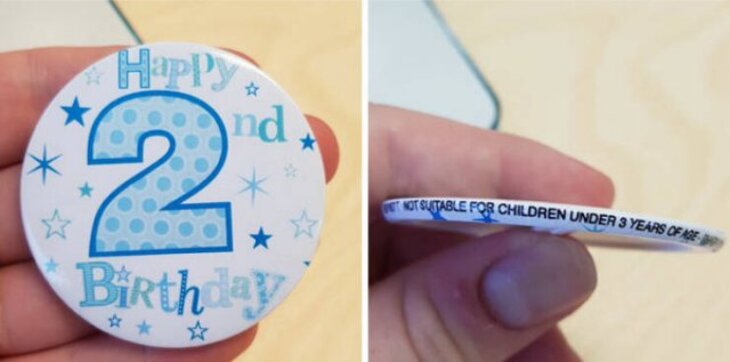 Happy
2nd
Birthday
NOT SUITABLE FOR CHILDREN UNDER 3 YEARS OF AGE